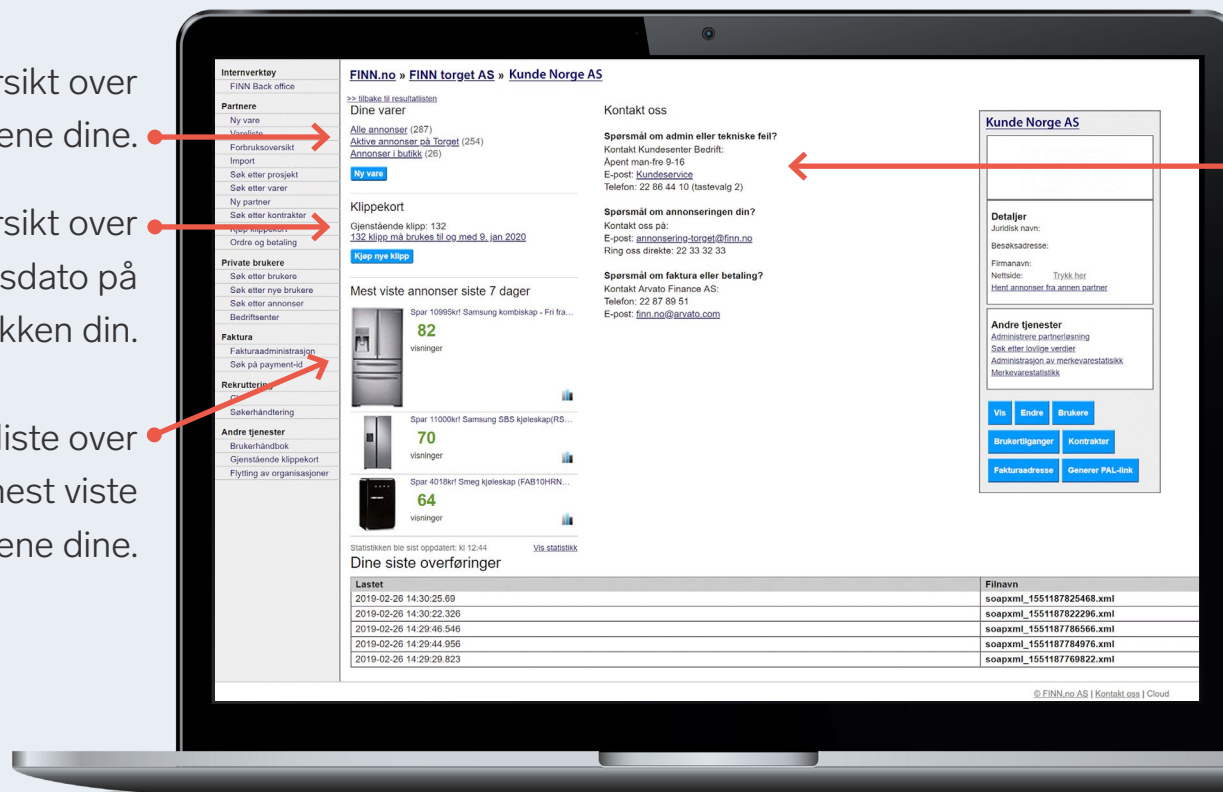 rsikt over
ene dine.
rsikt over
sdato på
kken din.
liste over
nest viste
ene dine.
Internverktøy
FINN Back office
Partnere
Ny vare
Vareliste
Forbruksoversikt
Import
Søk etter prosjekt
Søk etter varer
Ny partner
Søk etter kontrakter
Kjøp klippekort
Ordre og betaling
Private brukere
Søk etter brukere
Søk etter nye brukere
Søk etter annonser
Bedriftsenter
Faktura
Fakturaadministrasjon
Søk på payment-id
Rekruttering
Søkerhåndtering
Andre tjenester
Brukerhåndbok
Gjenstående klippekort
Flytting av organisasjoner
FINN.no » FINN torget AS » Kunde Norge AS
>> tilbake til resultatlisten
Dine varer
Alle annonser (287)
Aktive annonser på Torget (254)
Annonser i butikk (26)
Ny vare
Klippekort
Gjenstående klipp: 132
132 klipp må brukes til og med 9. jan 2020
Kjøp nye klipp
Mest viste annonser siste 7 dager
Spar 10995kr! Samsung kombiskap - Fri fra...
82
visninger
Spar 11000kr! Samsung SBS kjøleskap(RS...
70
visninger
Spar 4018kr! Smeg kjøleskap (FAB10HRN...
64
visninger
Statistikken ble sist oppdatert: kl 12:44 Vis statistikk
Kontakt oss
Spørsmål om admin eller tekniske feil?
Kontakt Kundesenter Bedrift:
Åpent man-fre 9-16
E-post: Kundeservice
Telefon: 22 86 44 10 (tastevalg 2)
Spørsmål om annonseringen din?
Kontakt oss på:
E-post: annonsering-torget@finn.no
Ring oss direkte: 22 33 32 33
Spørsmål om faktura eller betaling?
Kontakt Arvato Finance AS:
Telefon: 22 87 89 51
E-post: finn.no@arvato.com
Kunde Norge AS
Detaljer
Juridisk navn:
Besøksadresse:
Firmanavn:
Nettside: Trykk her
Hent annonser fra annen partner
Andre tjenester
Administrere partnerløsning
Søk etter lovlige verdier
Administrasjon av merkevarestatisikk
Merkevarestatistikk
Vis Endre Brukere
Brukertilganger Kontrakter
Fakturaadresse Generer PAL-link
Dine siste overføringer
Lastet Filnavn
2019-02-26 14:30:25.69 soapxml_1551187825468.xml
2019-02-26 14:30:22.326 soapxml_1551187822296.xml
2019-02-26 14:29:46.546 soapxml_1551187786566.xml
2019-02-26 14:29:44.956 soapxml_1551187784976.xml
2019-02-26 14:29:29.823 soapxml_1551187769822.xml
© FINN.no AS | Kontakt oss | Cloud